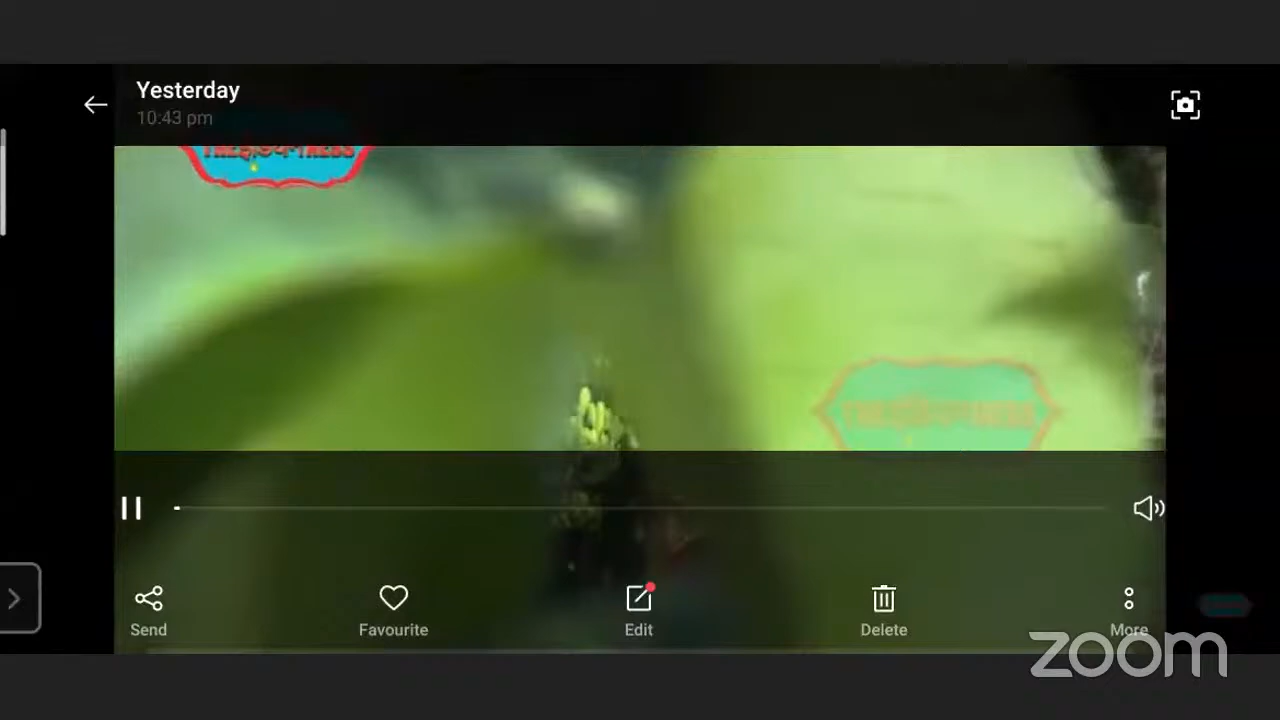 Yesterday
10:43 pm
Send
Favourite
Edit
Delete
More
zoom